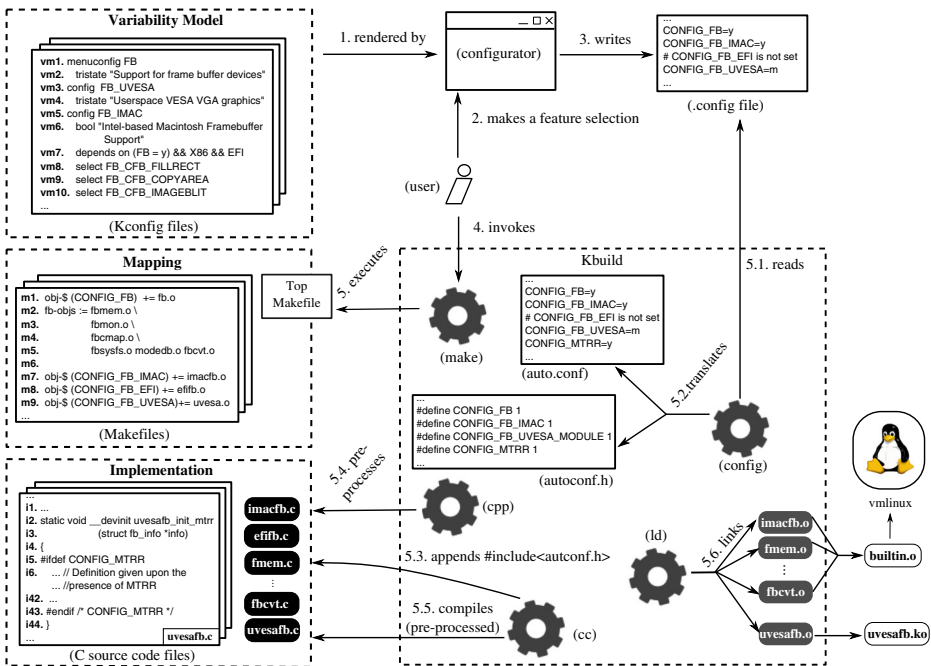 Variability Model
vm1. menuconfig FB
vm2. tristate "Support for frame buffer devices"
vm3. config FB_UVESA
vm4. tristate "Userspace VESA VGA graphics"
vm5. config FB_IMAC
vm6. bool "Intel-based Macintosh Framebuffer
Support"
vm7. depends on (FB = y) && X86 && EFI
vm8. select FB_CFB_FILLRECT
vm9. select FB_CFB_COPYAREA
vm10. select FB_CFB_IMAGEBLIT
...
(Kconfig files)
1. rendered by
(configurator)
3. writes
...
CONFIG_FB=y
CONFIG_FB_IMAC=y
# CONFIG_FB_EFI is not set
CONFIG_FB_UVESA=m
...
(.config file)
2. makes a feature selection
(user)
4. invokes
Mapping
m1. obj-$ (CONFIG_FB) += fb.o
m2. fb-objs := fbmem.o \
m3. fbmon.o \
m4. fbcmap.o \
m5. fbsysfs.o modedb.o fbcvt.o
m6.
m7. obj-$ (CONFIG_FB_IMAC) += imacfb.o
m8. obj-$ (CONFIG_FB_EFI) += efifb.o
m9. obj-$ (CONFIG_FB_UVESA)+= uvesa.o
...
(Makefiles)
Top
Makefile
5. executes
(make)
Kbuild
...
CONFIG_FB=y
CONFIG_FB_IMAC=y
# CONFIG_FB_EFI is not set
CONFIG_FB_UVESA=m
CONFIG_MTRR=y
...
(auto.conf)
5.1. reads
5.2.translates
(config)
...
#define CONFIG_FB 1
#define CONFIG_FB_IMAC 1
#define CONFIG_FB_UVESA_MODULE 1
#define CONFIG_MTRR 1
...
(autoconf.h)
Implementation
...
i1. ...
i2. static void __devinit uvesafb_init_mtrr
i3. (struct fb_info *info)
i4. {
i5. #ifdef CONFIG_MTRR
i6. ... // Definition given upon the
... //presence of MTRR
i42. ...
i43. #endif /* CONFIG_MTRR */
i44. }
...
uvesafb.c
(C source code files)
imacfb.c
efifb.c
fmem.c
⋮
fbcvt.c
uvesafb.c
5.4. pre-
processes
(cpp)
5.3. appends #include<autconf.h>
5.5. compiles
(pre-processed)
(cc)
(ld)
5.6. links
imacfb.o
fmem.o
⋮
fbcvt.o
uvesafb.o
vmlinux
builtin.o
uvesafb.ko